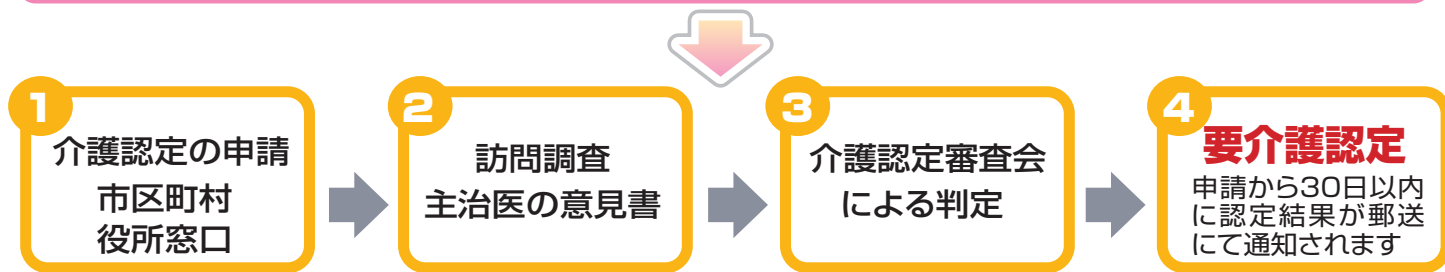 1
介護認定の申請
市区町村
役所窓口
2
訪問調査
主治医の意見書
3
介護認定審査会
による判定
4
要介護認定
申請から30日以内
に認定結果が郵送
にて通知されます